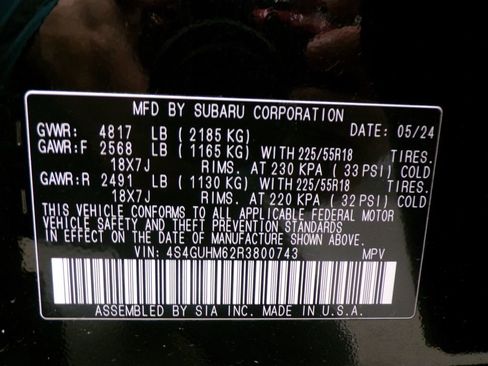 MFD BY SUBARU CORPORATION
GVWR: 4817 LB (2185 KG) DATE: 05/24
GAWR:F 2568 LB (1165 KG) WITH 225/55R18 TIRES.
18X7J RIMS. AT 230 KPA (33 PSI) COLD
GAWR:R 2491 LB (1130 KG) WITH 225/55R18 TIRES.
18X7J RIMS. AT 220 KPA (32 PSI) COLD
THIS VEHICLE CONFORMS TO ALL APPLICABLE FEDERAL MOTOR
VEHICLE SAFETY AND THEFT PREVENTION STANDARDS
IN EFFECT ON THE DATE OF MANUFACTURE SHOWN ABOVE.
VIN: 4S4GUHM62R3800743 MPV
ASSEMBLED BY SIA INC. MADE IN U.S.A.